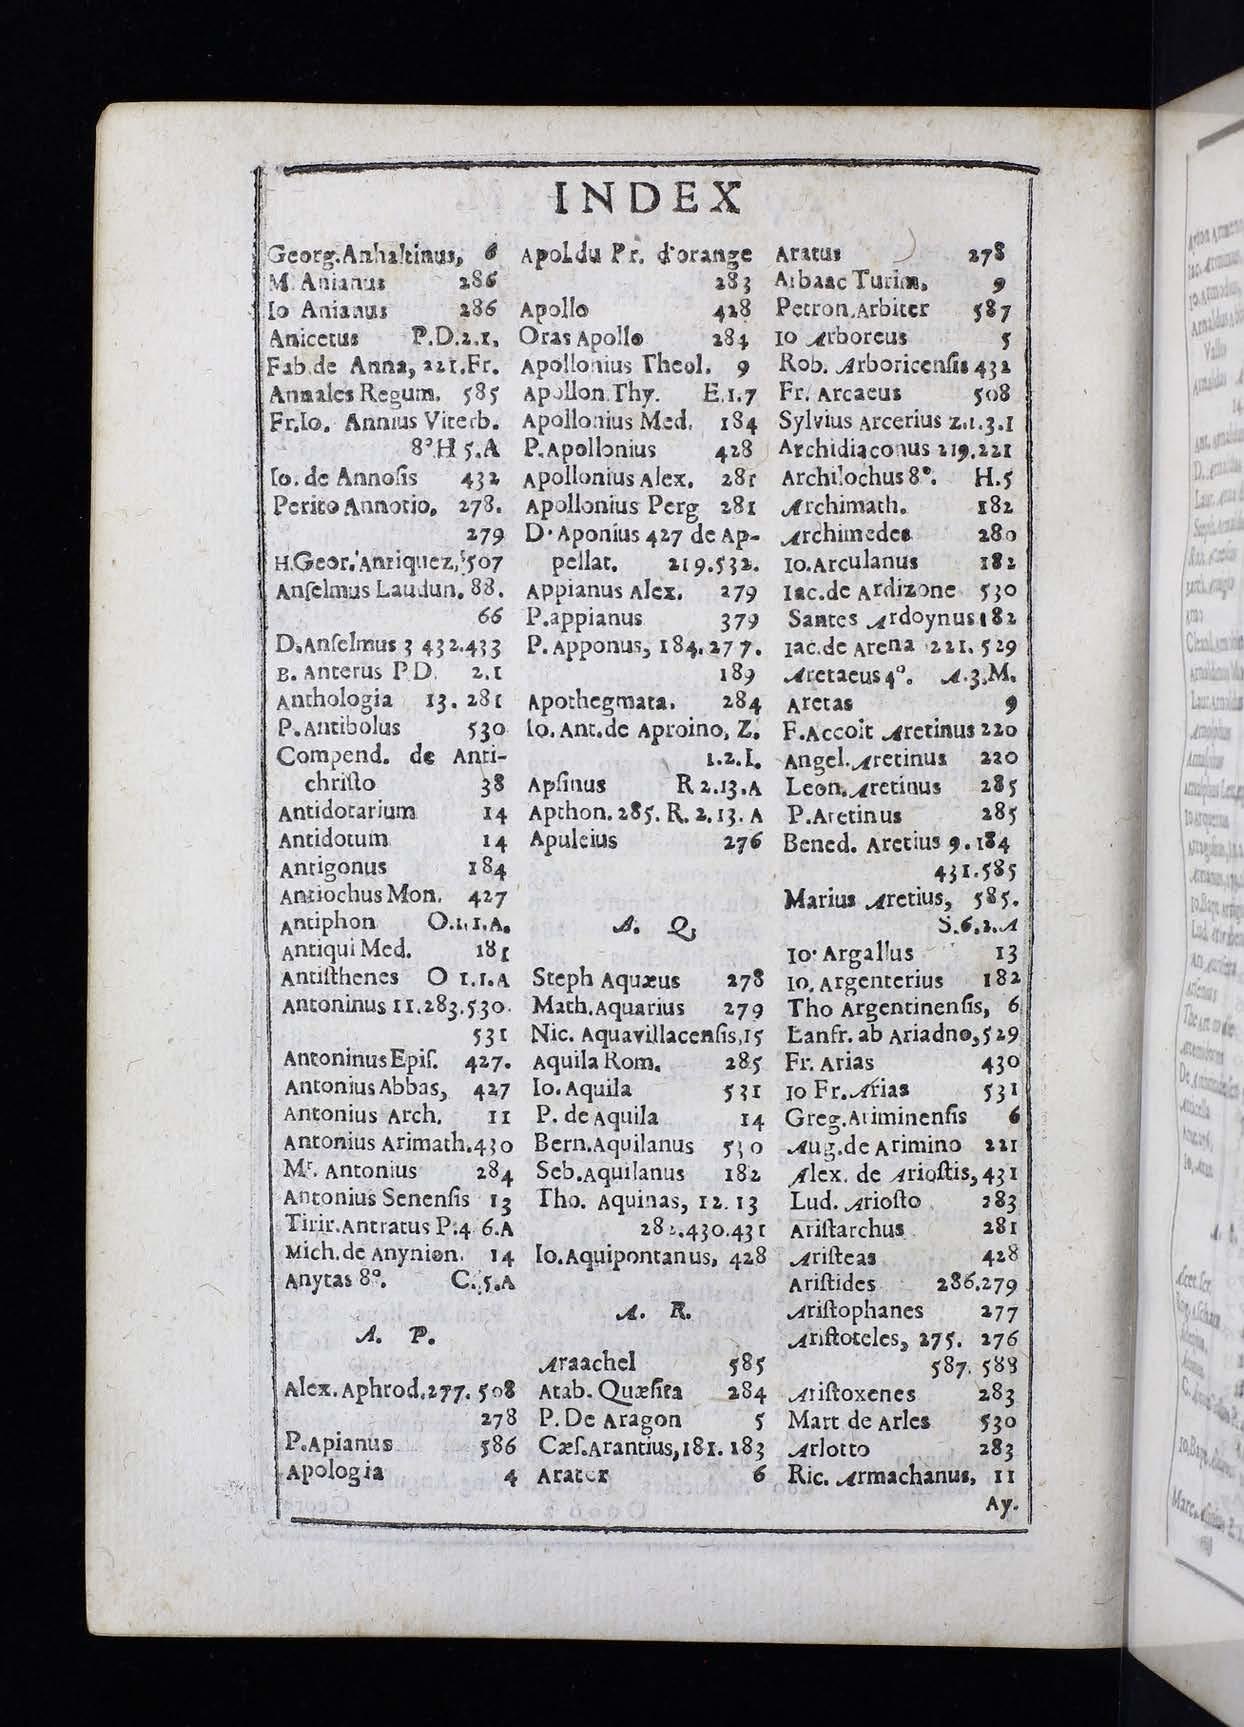 INDEX
Georg. Anhaltinus, 6
M. Anianus 286
Io Anianus 286
Anicetus P.D.2.1,
Fab.de Anna, 221.Fr.
Annales Regum. 585
Fr.Io. Annius Viterb.
8°H 5.A
Io. de Annosis 432
Perito Annotio, 278.
279
H.Geor. Anriquez, 507
Anſelmus Laudun. 88.
66
D.Anſelmus 3 432.433
B. Anterus P.D. 2.1
Anthologia 13. 281
P. Antibolus 530
Compend. de Anti-
chriſto 38
Antidotarium 14
Antidotum 14
Antigonus 184
Antiochus Mon. 427
Antiphon O.1.1.A.
Antiqui Med. 181
Antiſthenes O 1.1.A
Antoninus 11.283.530.
531
Antoninus Epiſ. 427.
Antonius Abbas, 427
Antonius Arch. 11
Antonius Arimath.430
Mr. Antonius 284
Antonius Senenſis 13
Tirir.Antratus P.4 6.A
Mich. de Anynion. 14
Anytas 8°. C.5.A
A. P.
Alex. Aphrod.277. 508
278
P.Apianus 586
Apologia 4
Apol.du Pr. d'orange
283
Apollo 428
Oras Apollo 284
Apollonius Theol. 9
Apollon.Thy. E.1.7
Apollonius Med. 184
P.Apollonius 428
Apollonius Alex. 281
Apollonius Perg 281
D. Aponius 427 de Ap-
pellat. 219.532.
Appianus Alex. 279
P.appianus 379
P. Apponus, 184.277.
189
Apothegmata. 284
Io. Ant.de Aproino, Z.
1.2.I.
Apſinus R 2.13.A
Apthon. 285. R. 2. 13. A
Apuleius 276
A. Q.
Steph Aquæus 278
Math.Aquarius 279
Nic. Aquavillacenſis,15
Aquila Rom. 285
Io. Aquila 531
P. de Aquila 14
Bern.Aquilanus 530
Seb.Aquilanus 182
Tho. Aquinas, 12. 13
282.430.431
Io.Aquipontanus, 428
A. R.
Araachel 585
Atab. Quæſita 284
P. De Aragon 5
Cæſ.Arantius,181. 183
Arater 6
Aratus 278
Arbaac Turim. 9
Petron.Arbiter 587
Io Arboreus 5
Rob. Arboricenſis 432
Fr. Arcaeus 508
Sylvius Arcerius Z.1.3.I
Archidiaconus 219.221
Archilochus 8°. H.5
Archimath. 182
Archimedes 280
Io.Arculanus 182
Iac.de Ardizone 530
Santes Ardoynus 182
Iac.de Arena 221. 529
Aretaeus 4°. A.3.M.
Aretas 9
F.Accolt Aretinus 220
Angel. Aretinus 220
Leon. Aretinus 285
P. Aretinus 285
Bened. Aretius 9.184
431.585
Marius Aretius, 585.
S.6.2.A
Io. Argallus 13
Io. Argenterius 182
Tho Argentinenſis, 6
Lanfr. ab Ariadno, 529
Fr. Arias 430
Io Fr. Arias 531
Greg.Ariminenſis 6
Aug.de Arimino 221
Alex. de Arioſtis, 431
Lud. Arioſto 283
Ariſtarchus 281
Ariſteas 428
Ariſtides 286.279
Ariſtophanes 277
Ariſtoteles, 275. 276
587. 588
Ariſtoxenes 283
Mart de Arles 530
Arlotto 283
Ric. Armachanus, 11
Ay.